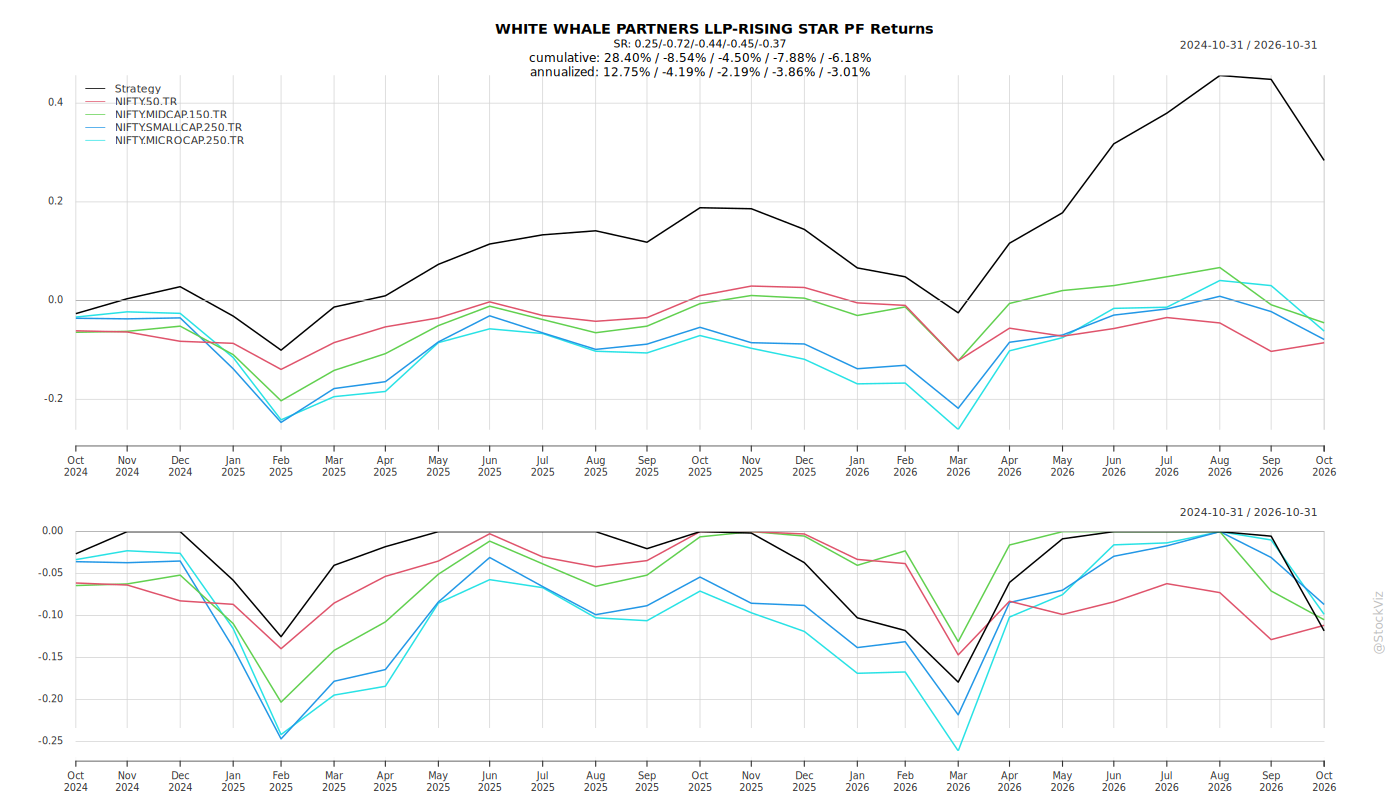 WHITE WHALE PARTNERS LLP-RISING STAR PF Returns
SR: 0.25/-0.72/-0.44/-0.45/-0.37
cumulative: 28.40% / -8.54% / -4.50% / -7.88% / -6.18%
annualized: 12.75% / -4.19% / -2.19% / -3.86% / -3.01%
2024-10-31 / 2026-10-31
Strategy
NIFTY.50.TR
NIFTY.MIDCAP.150.TR
NIFTY.SMALLCAP.250.TR
NIFTY.MICROCAP.250.TR
0.4
0.2
0.0
-0.2
Oct Nov Dec Jan Feb Mar Apr May Jun Jul Aug Sep Oct Nov Dec Jan Feb Mar Apr May Jun Jul Aug Sep Oct
2024 2024 2024 2025 2025 2025 2025 2025 2025 2025 2025 2025 2025 2025 2025 2026 2026 2026 2026 2026 2026 2026 2026 2026 2026
2024-10-31 / 2026-10-31
0.00
-0.05
-0.10
-0.15
-0.20
-0.25
Oct Nov Dec Jan Feb Mar Apr May Jun Jul Aug Sep Oct Nov Dec Jan Feb Mar Apr May Jun Jul Aug Sep Oct
2024 2024 2024 2025 2025 2025 2025 2025 2025 2025 2025 2025 2025 2025 2025 2026 2026 2026 2026 2026 2026 2026 2026 2026 2026
@StockViz